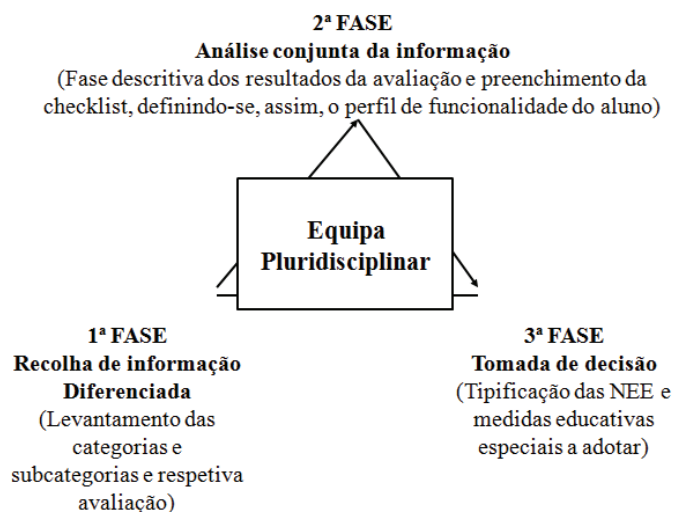 2ª FASE
Análise conjunta da informação
(Fase descritiva dos resultados da avaliação e preenchimento da
checklist, definindo-se, assim, o perfil de funcionalidade do aluno)
Equipa
Pluridisciplinar
1ª FASE
Recolha de informação
Diferenciada
(Levantamento das
categorias e
subcategorias e respetiva
avaliação)
3ª FASE
Tomada de decisão
(Tipificação das NEE e
medidas educativas
especiais a adotar)